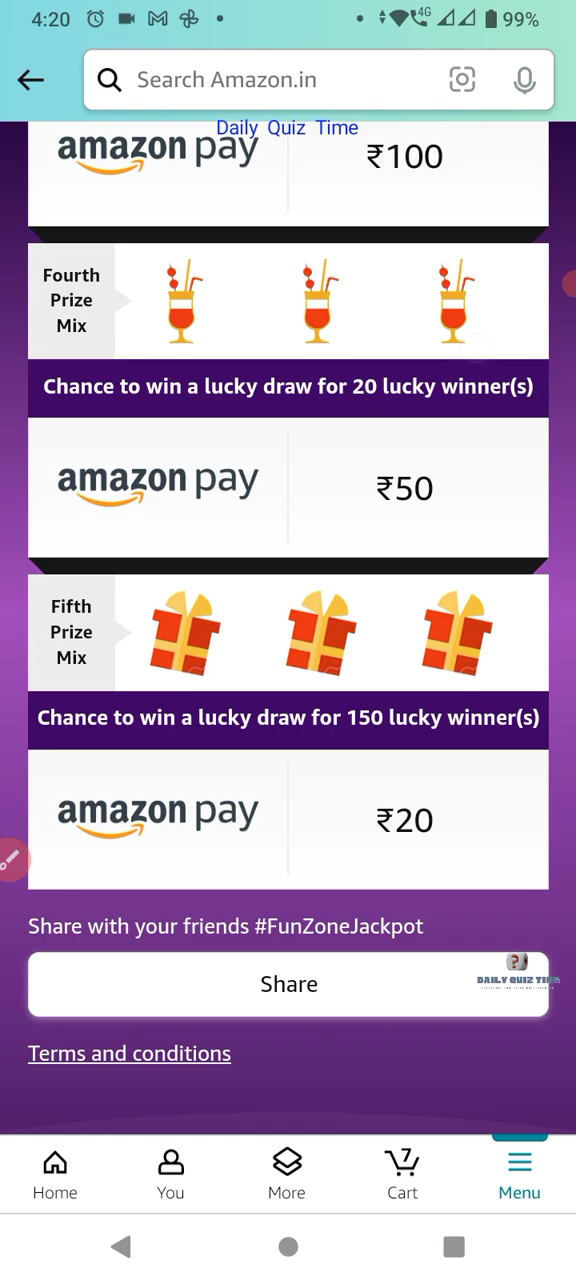 4:20
4G
99%
Search Amazon.in
Daily Quiz Time
amazon pay
₹100
Fourth
Prize
Mix
Chance to win a lucky draw for 20 lucky winner(s)
amazon pay
₹50
Fifth
Prize
Mix
Chance to win a lucky draw for 150 lucky winner(s)
amazon pay
₹20
Share with your friends #FunZoneJackpot
Share
DAILY QUIZ TIME
Terms and conditions
7
Home
You
More
Cart
Menu